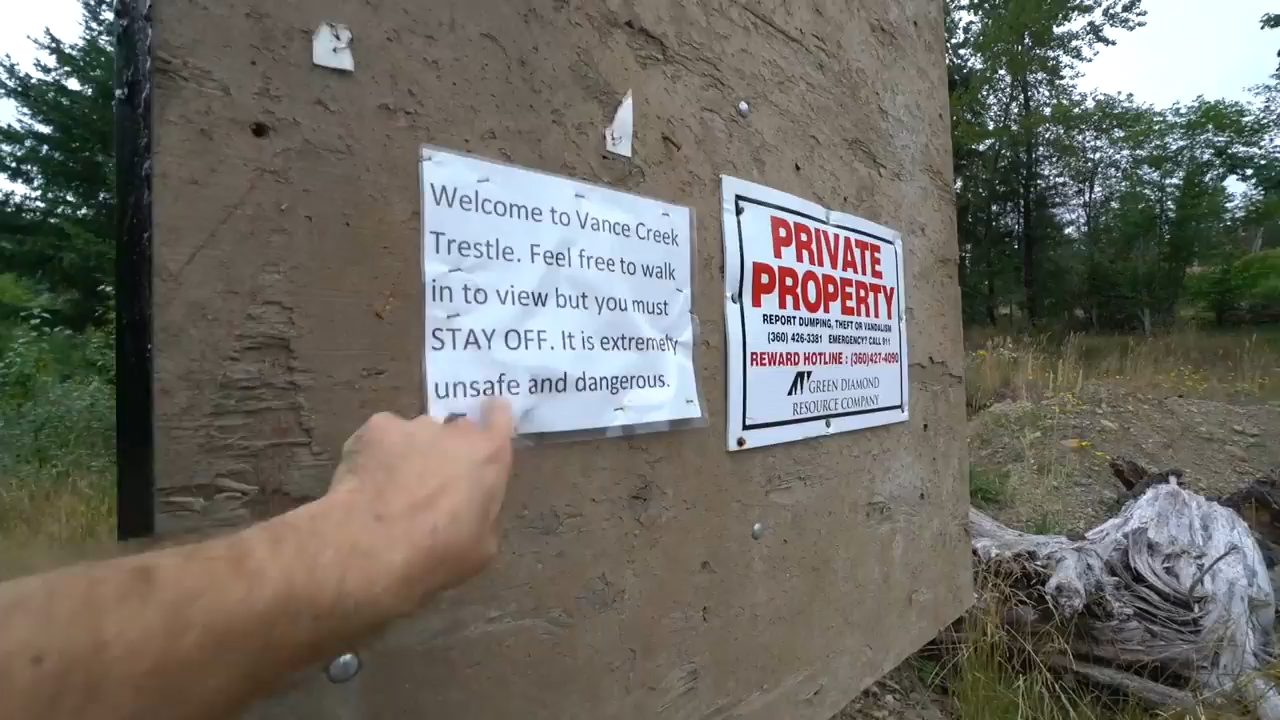 Welcome to Vance Creek
Trestle. Feel free to walk
in to view but you must
STAY OFF. It is extremely
unsafe and dangerous.
PRIVATE
PROPERTY
REPORT DUMPING, THEFT OR VANDALISM
(360) 426-3381 EMERGENCY? CALL 911
REWARD HOTLINE : (360)427-4090
GREEN DIAMOND
RESOURCE COMPANY